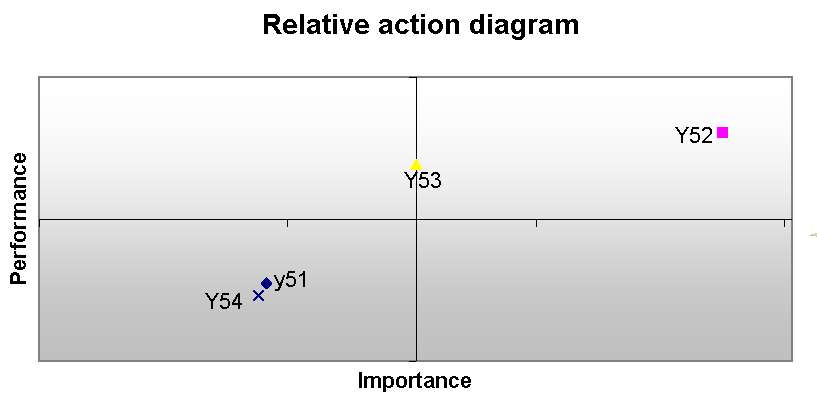 Relative action diagram
Performance
Y52
Y53
y51
Y54
Importance